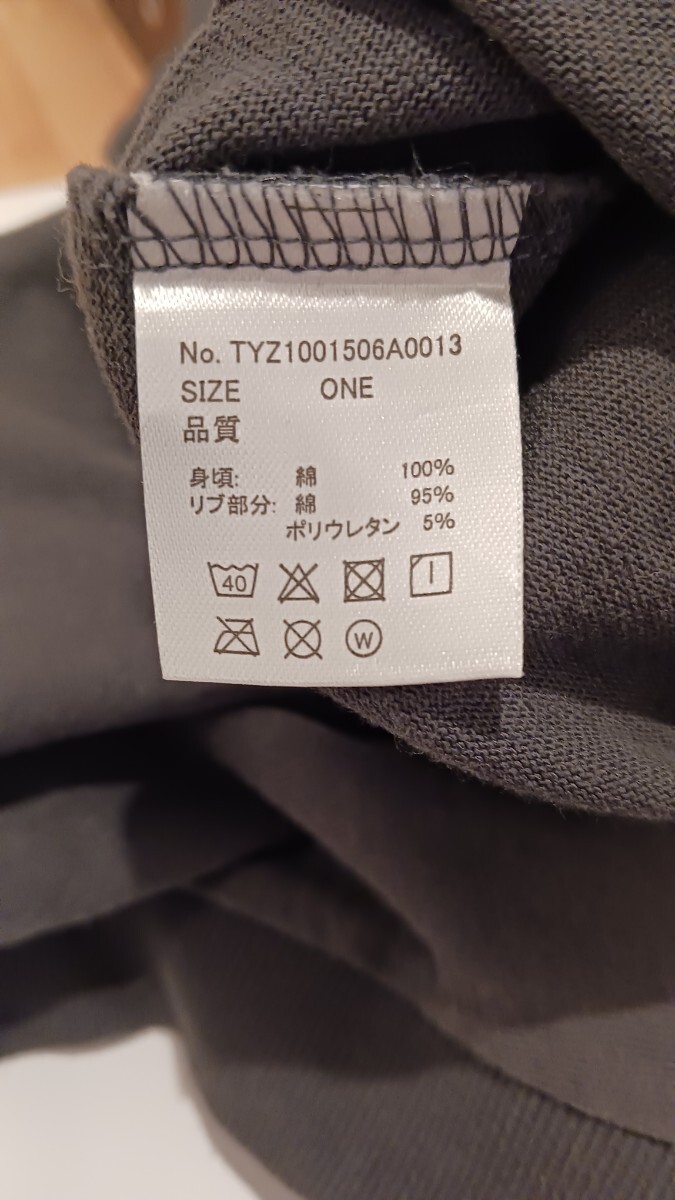 No. TYZ1001506A0013
SIZE ONE
品質
身頃: 綿 100%
リブ部分: 綿 95%
ポリウレタン 5%
40
W